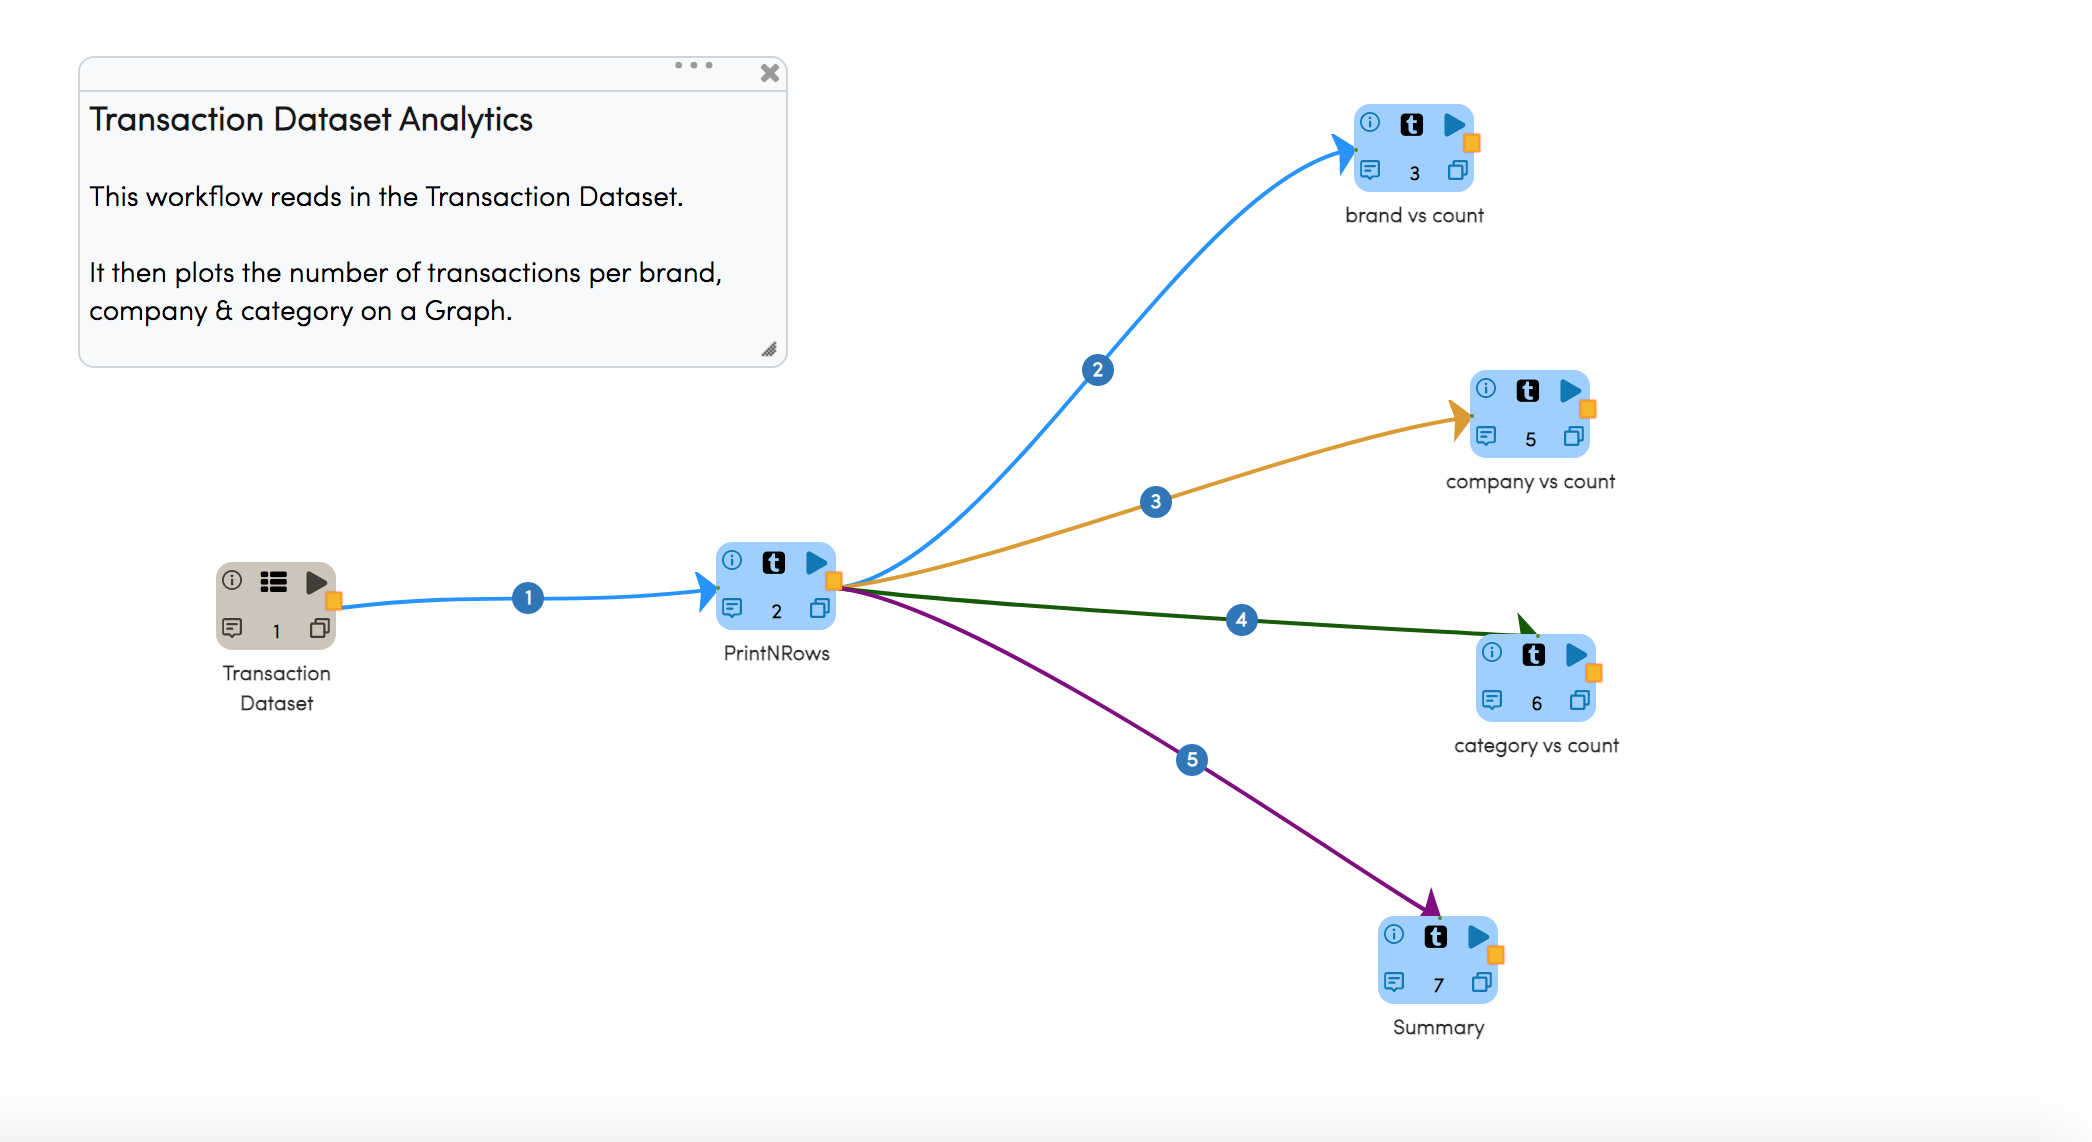 Transaction Dataset Analytics
This workflow reads in the Transaction Dataset.
It then plots the number of transactions per brand,
company & category on a Graph.
t
3
brand vs count
2
t
5
company vs count
3
1
Transaction
Dataset
1
t
2
PrintNRows
4
t
6
category vs count
5
t
7
Summary